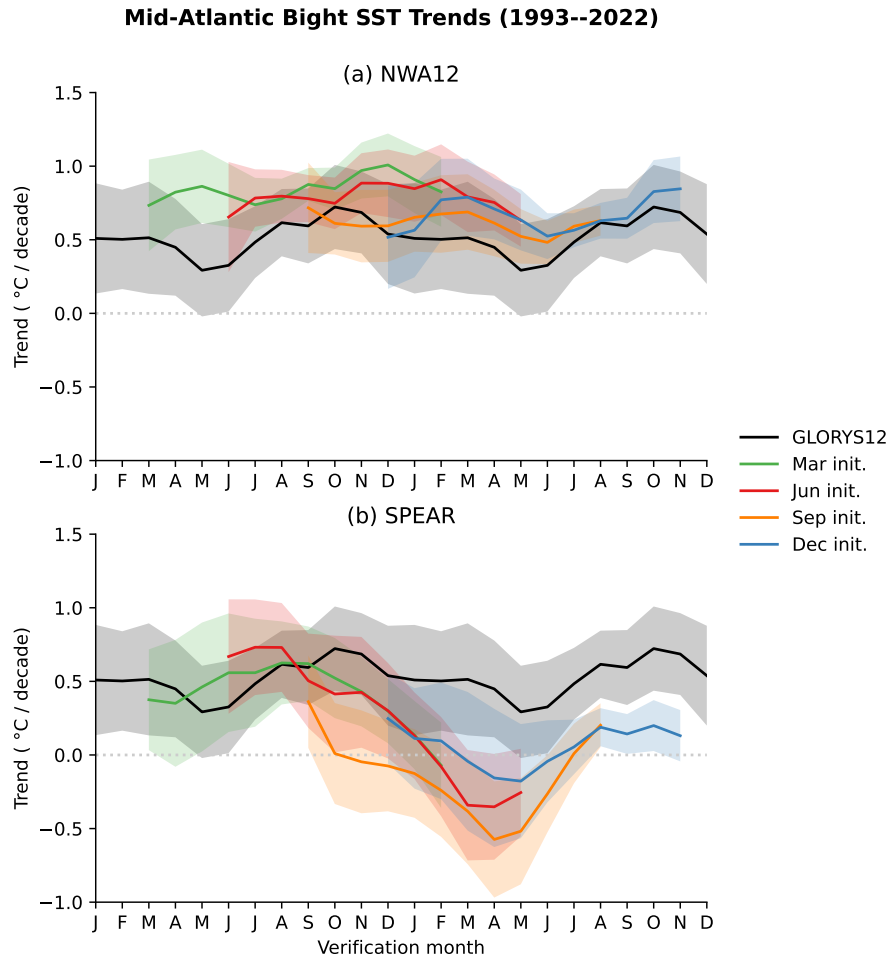 Mid-Atlantic Bight SST Trends (1993--2022)
(a) NWA12
1.5
1.0
0.5
0.0
−0.5
−1.0
Trend ( °C / decade)
J F M A M J J A S O N D J F M A M J J A S O N D
GLORYS12
Mar init.
Jun init.
Sep init.
Dec init.
(b) SPEAR
1.5
1.0
0.5
0.0
−0.5
−1.0
Trend ( °C / decade)
J F M A M J J A S O N D J F M A M J J A S O N D
Verification month